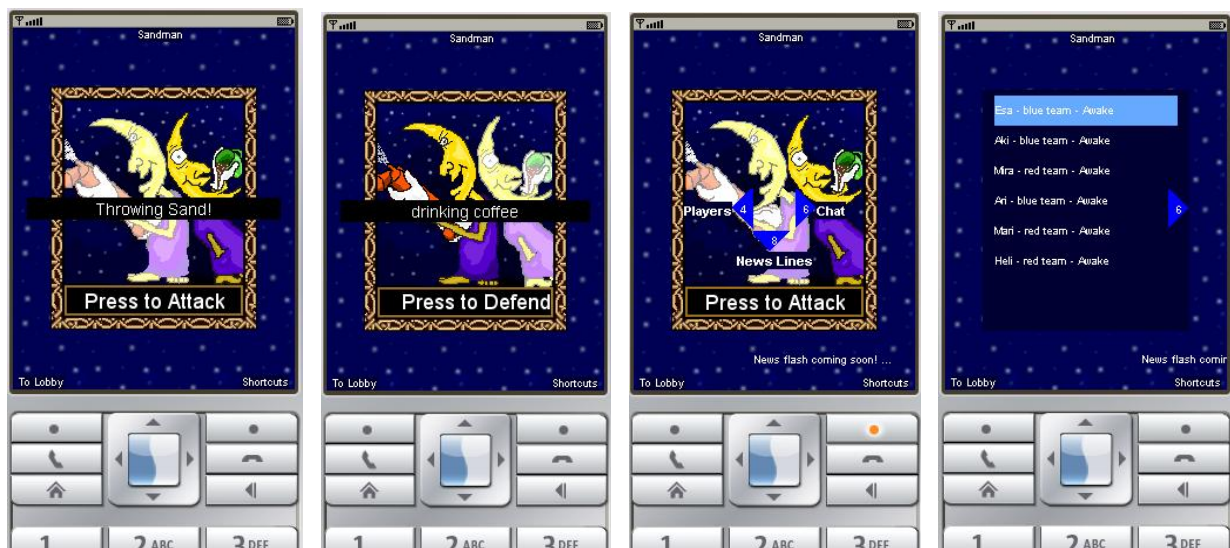 Sandman
Throwing Sand!
Press to Attack
To Lobby
Shortcuts
1
2 ABC
3 DEF
Sandman
drinking coffee
Press to Defend
To Lobby
Shortcuts
1
2 ABC
3 DEF
Sandman
Players 4
6 Chat
8
News Lines
Press to Attack
News flash coming soon! ...
To Lobby
Shortcuts
1
2 ABC
3 DEF
Sandman
Esa - blue team - Awake
Aki - blue team - Awake
Mira - red team - Awake
Ari - blue team - Awake
6
Mari - red team - Awake
Heli - red team - Awake
News flash comin
To Lobby
Shortcuts
1
2 ABC
3 DEF